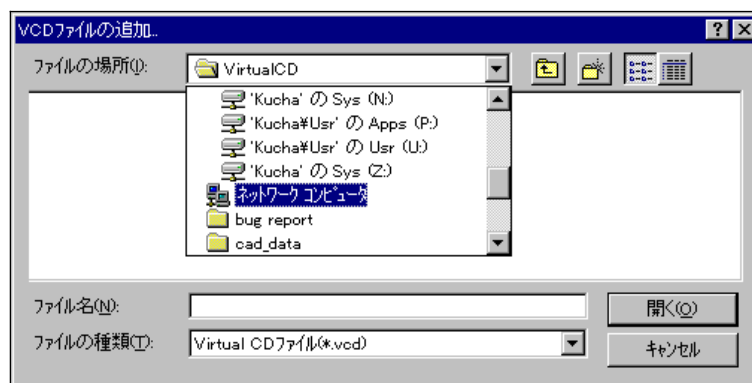 VCDファイルの追加...
ファイルの場所(I):
VirtualCD
'Kucha' の Sys (N:)
'Kucha¥Usr' の Apps (P:)
'Kucha¥Usr' の Usr (U:)
'Kucha' の Sys (Z:)
ネットワーク コンピュータ
bug report
cad_data
ファイル名(N):
開く(O)
ファイルの種類(T):
Virtual CDファイル(*.vcd)
キャンセル